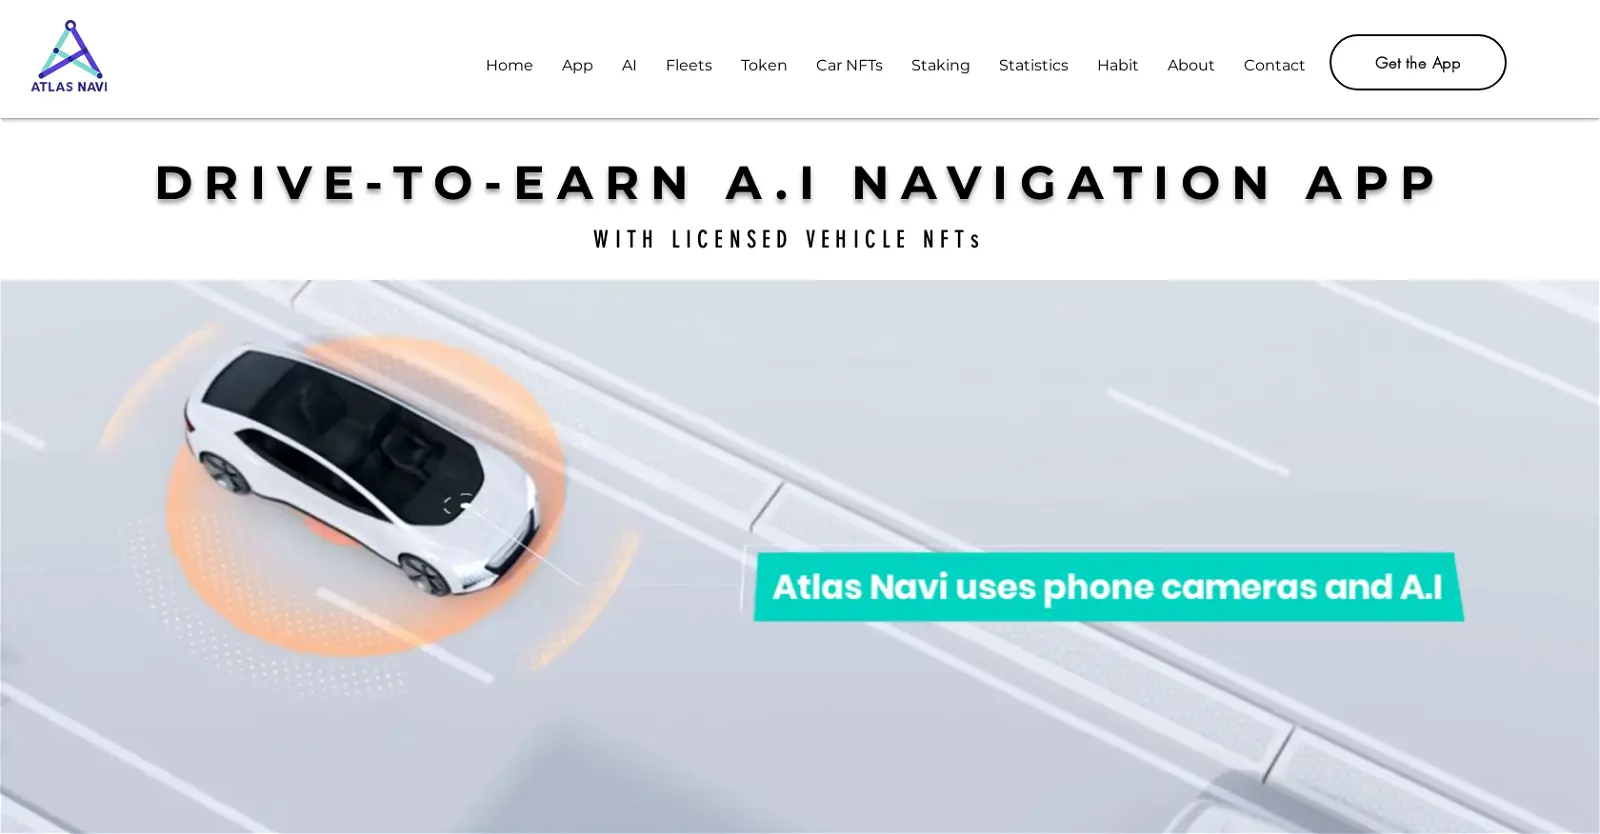 ATLAS NAVI
Home App AI Fleets Token Car NFTs Staking Statistics Habit About Contact Get the App
DRIVE-TO-EARN A.I NAVIGATION APP
WITH LICENSED VEHICLE NFTs
Atlas Navi uses phone cameras and A.I